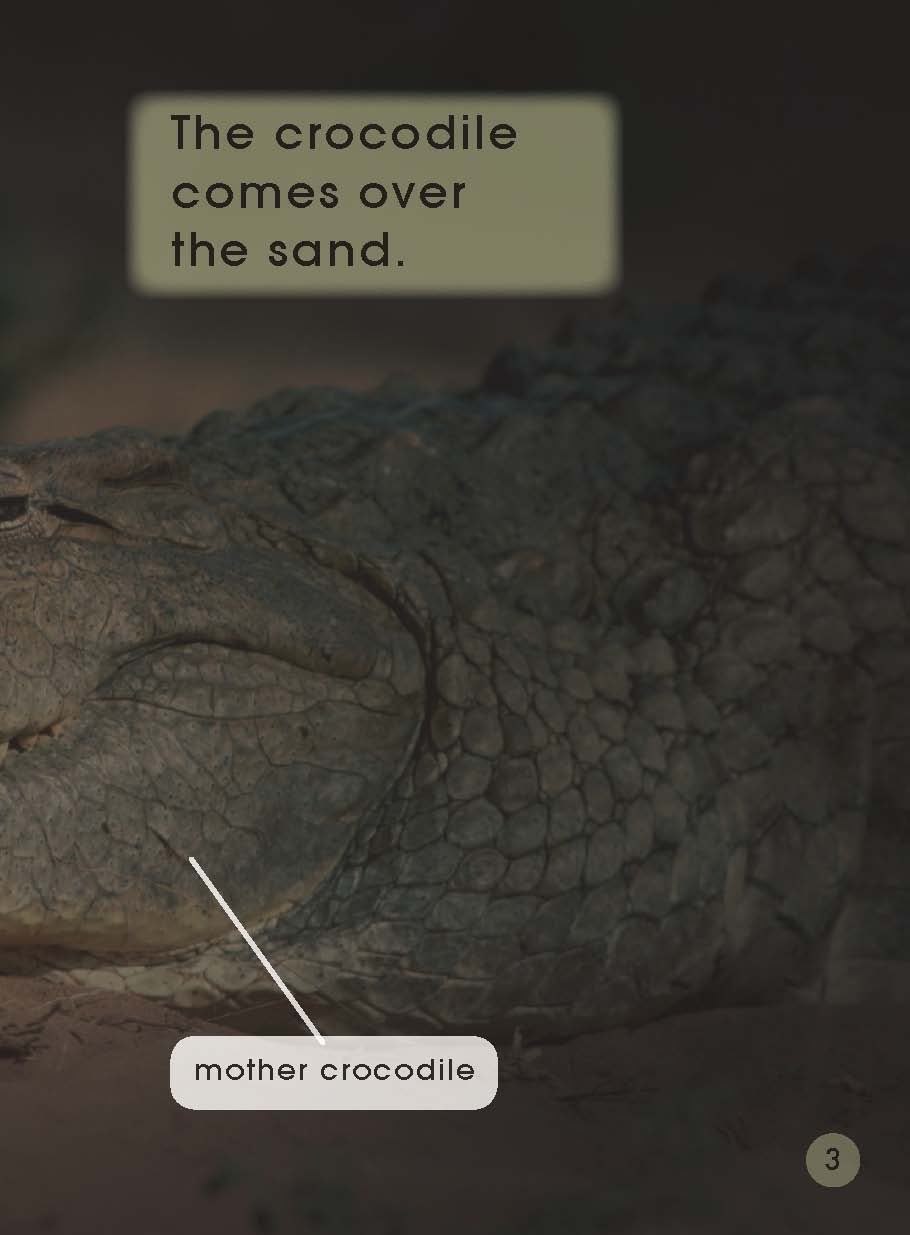 The crocodile
comes over
the sand.
mother crocodile
3